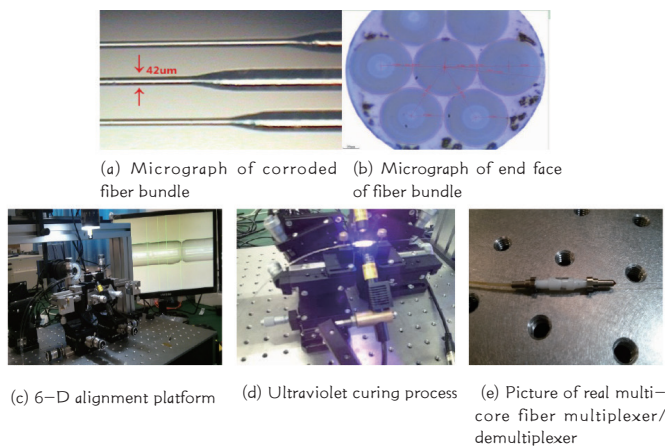 42um
(a) Micrograph of corroded
fiber bundle
(b) Micrograph of end face
of fiber bundle
(c) 6-D alignment platform
(d) Ultraviolet curing process
(e) Picture of real multi-
core fiber multiplexer/
demultiplexer